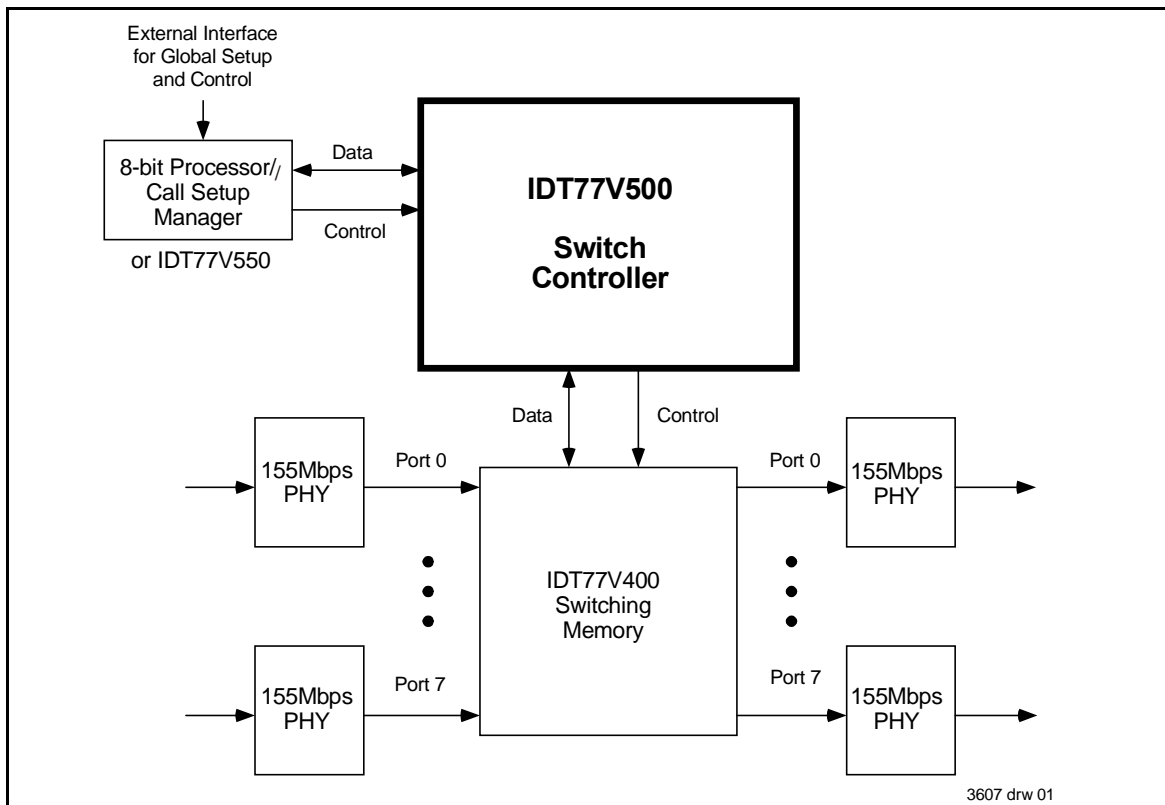 External Interface
for Global Setup
and Control
8-bit Processor//
Call Setup
Manager
or IDT77V550
Data
Control
IDT77V500
Switch
Controller
Data
Control
155Mbps
PHY
Port 0
Port 0
155Mbps
PHY
IDT77V400
Switching
Memory
155Mbps
PHY
Port 7
Port 7
155Mbps
PHY
3607 drw 01